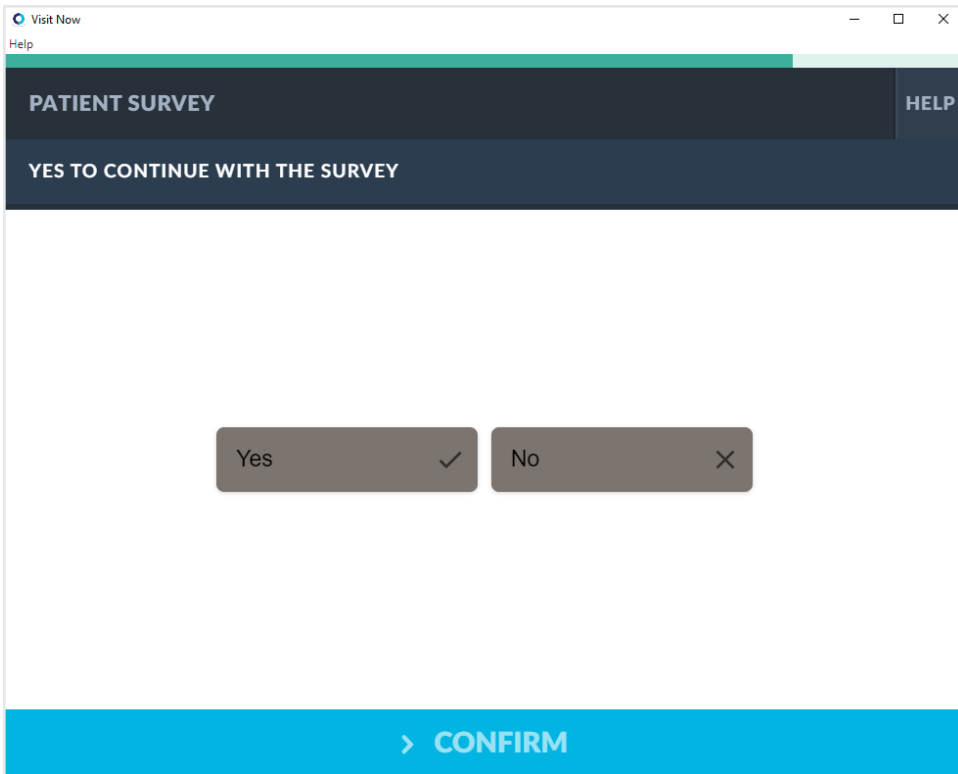 Visit Now
Help
PATIENT SURVEY
HELP
YES TO CONTINUE WITH THE SURVEY
Yes
No
CONFIRM